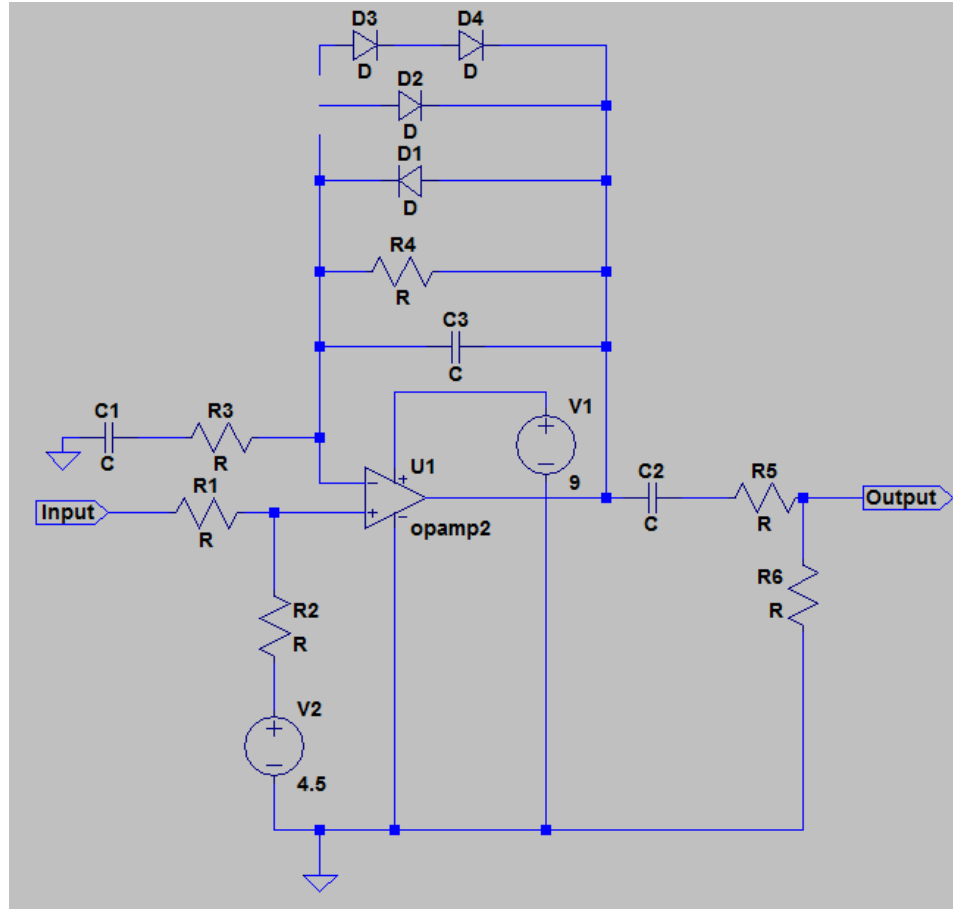 D3
D4
D
D
D2
D
D1
D
R4
R
C3
C
C1
C
R3
R
V1
9
U1
opamp2
Input
R1
R
C2
C
R5
R
Output
R2
R
R6
R
V2
4.5